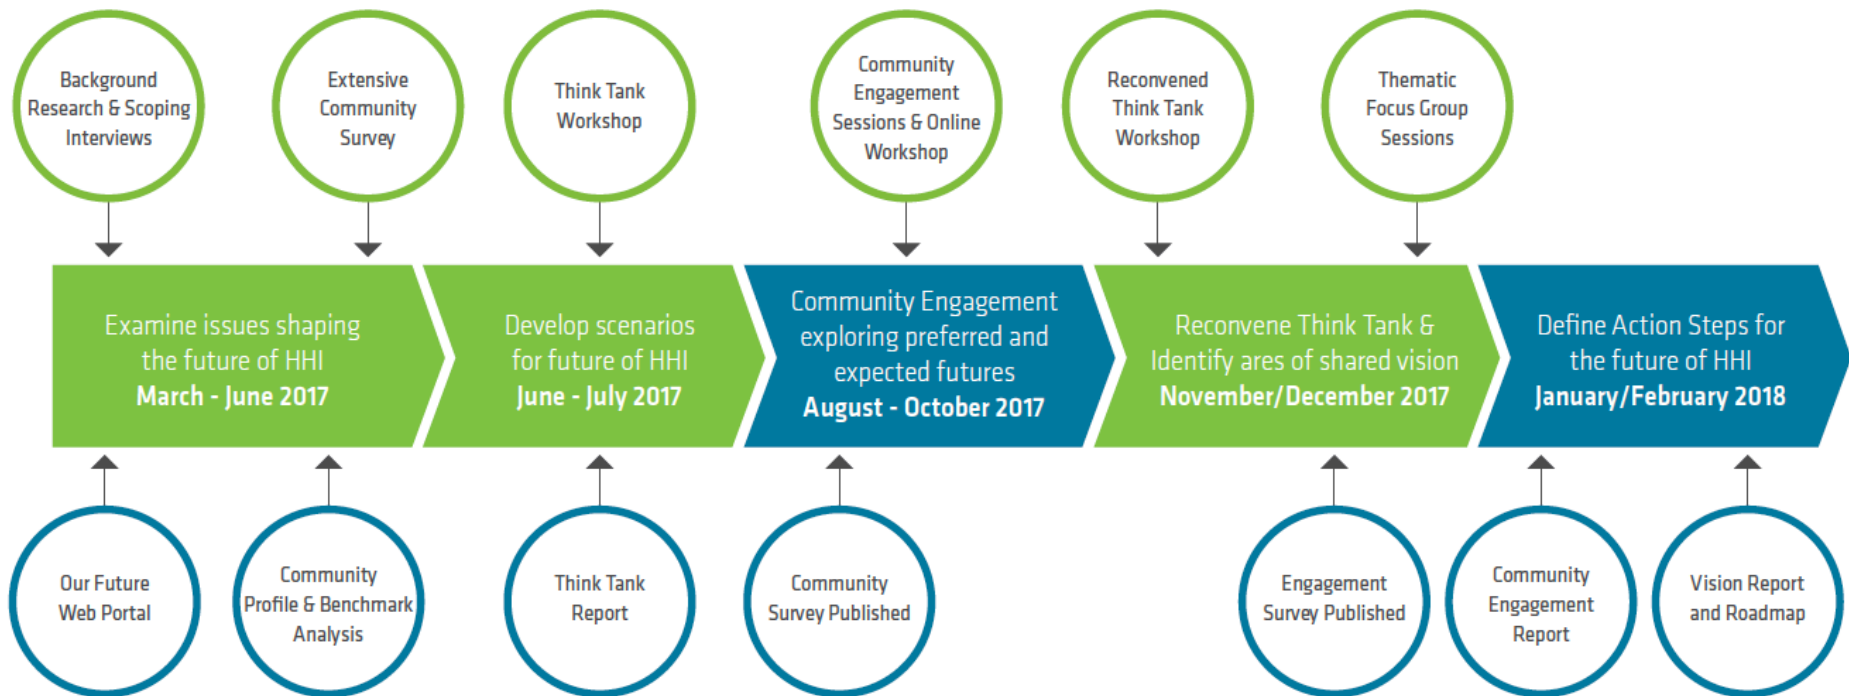 Background
Research & Scoping
Interviews
Extensive
Community
Survey
Think Tank
Workshop
Community
Engagement
Sessions & Online
Workshop
Reconvened
Think Tank
Workshop
Thematic
Focus Group
Sessions
Examine issues shaping
the future of HHI
March - June 2017
Develop scenarios
for future of HHI
June - July 2017
Community Engagement
exploring preferred and
expected futures
August - October 2017
Reconvene Think Tank &
Identify ares of shared vision
November/December 2017
Define Action Steps for
the future of HHI
January/February 2018
Our Future
Web Portal
Community
Profile & Benchmark
Analysis
Think Tank
Report
Community
Survey Published
Engagement
Survey Published
Community
Engagement
Report
Vision Report
and Roadmap